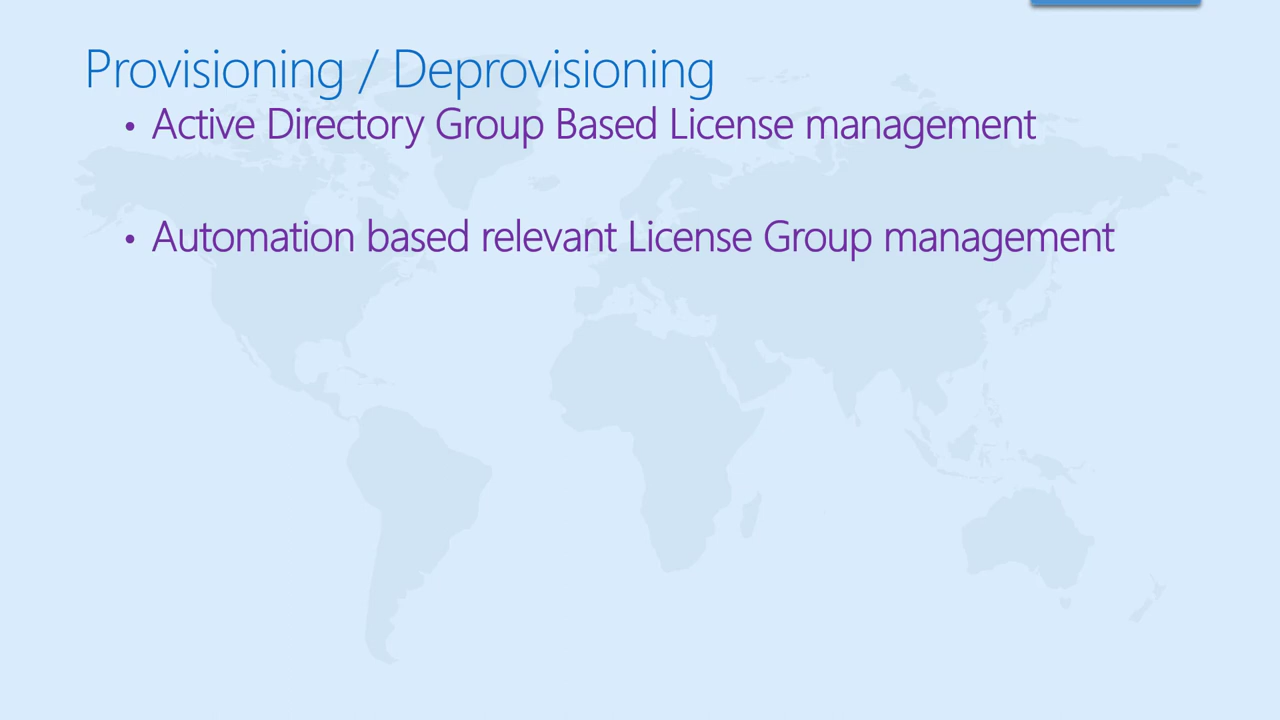 Provisioning / Deprovisioning
• Active Directory Group Based License management
• Automation based relevant License Group management